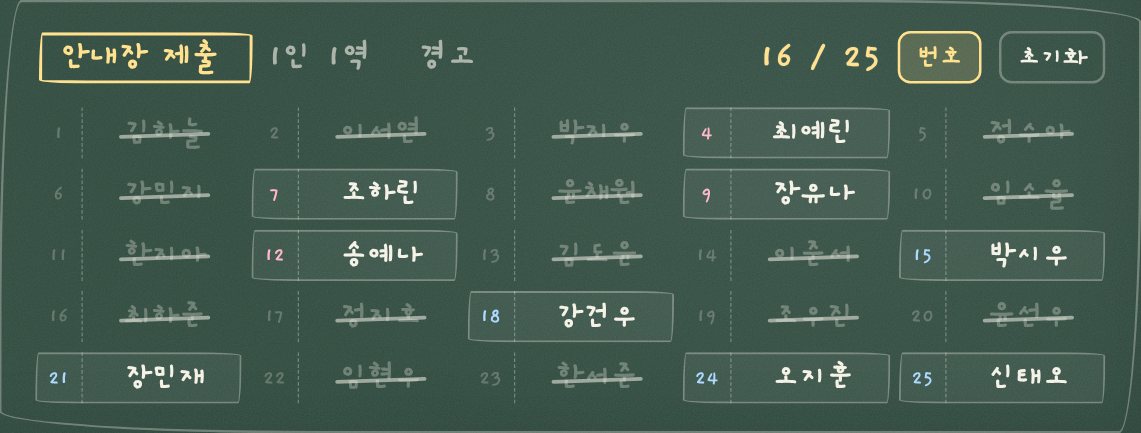 안내장 제출 1인 1역 경고 16 / 25 번호 초기화
1 김하늘 2 이서연 3 박지우 4 최예린 5 정수아
6 강민지 7 조하린 8 윤채원 9 장유나 10 임소율
11 한지아 12 송예나 13 김도윤 14 이준서 15 박시우
16 최하준 17 정지호 18 강건우 19 조우진 20 윤선우
21 장민재 22 임현우 23 한서준 24 오지훈 25 신태오